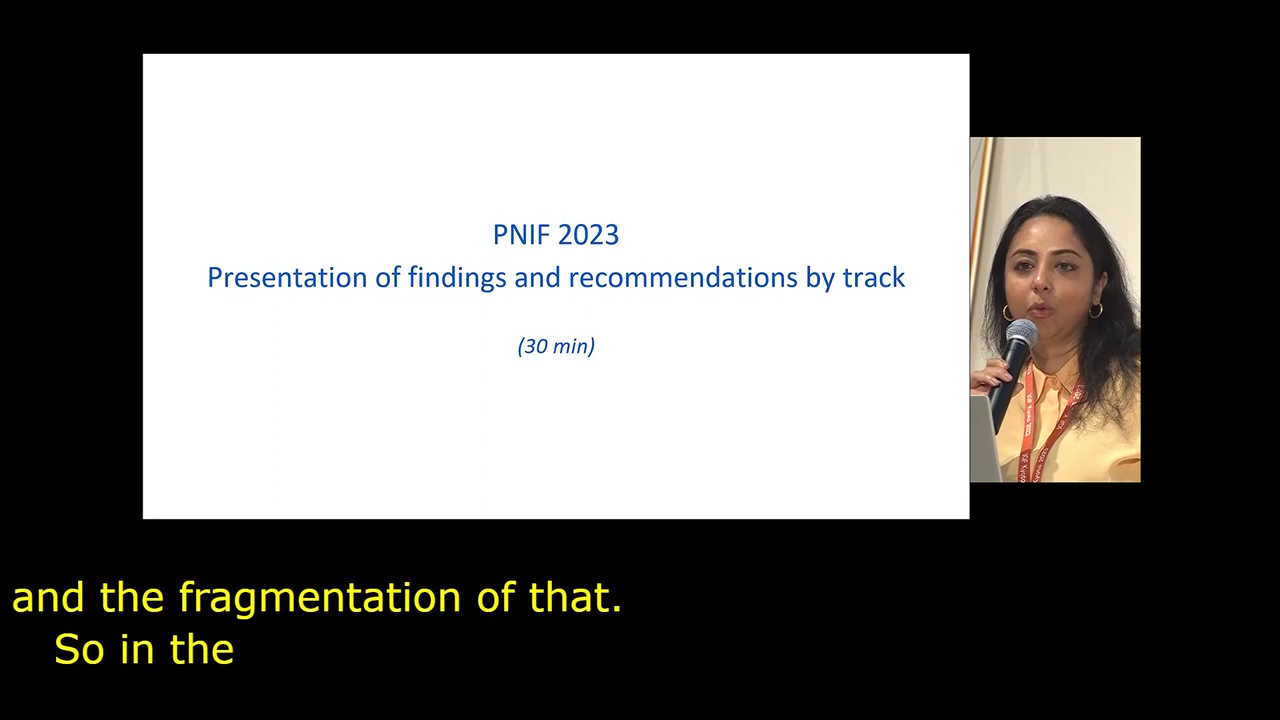 PNIF 2023
Presentation of findings and recommendations by track
(30 min)
and the fragmentation of that.
So in the